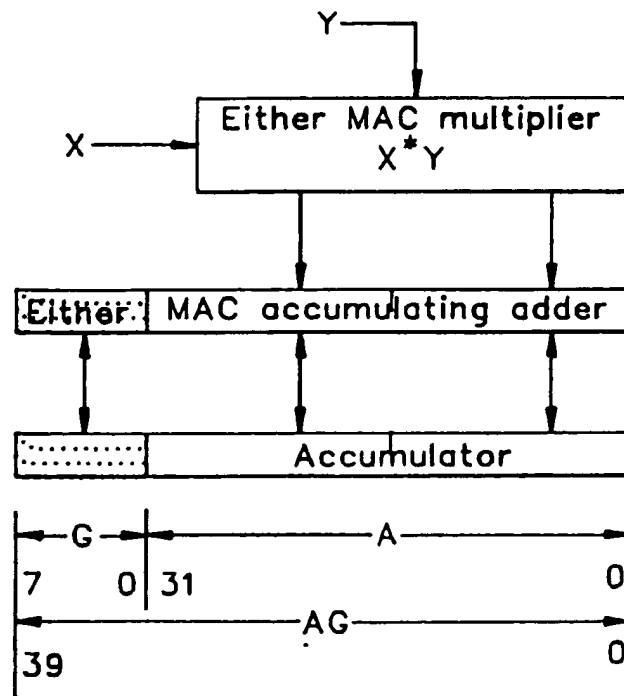 Y
Either MAC multiplier
X
X*Y
Either MAC accumulating adder
Accumulator
G A
7 0 31 0
AG
39 0